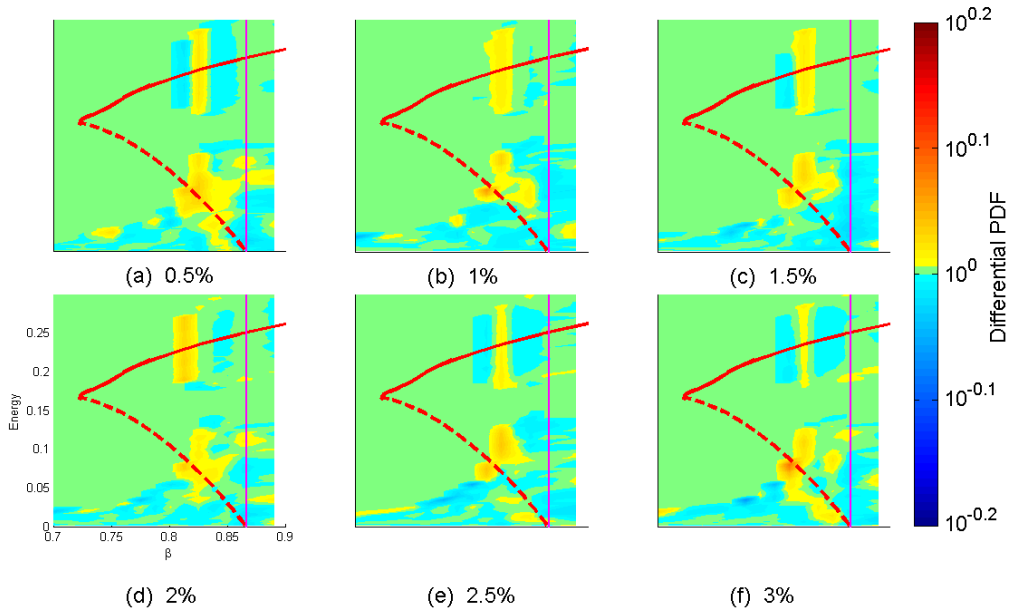 10^0.2
10^0.1
10^0
10^-0.1
10^-0.2
Differential PDF
(a) 0.5%
(b) 1%
(c) 1.5%
0.25
0.2
0.15
0.1
0.05
0
Energy
0.7
0.75
0.8
0.85
0.9
β
(d) 2%
(e) 2.5%
(f) 3%